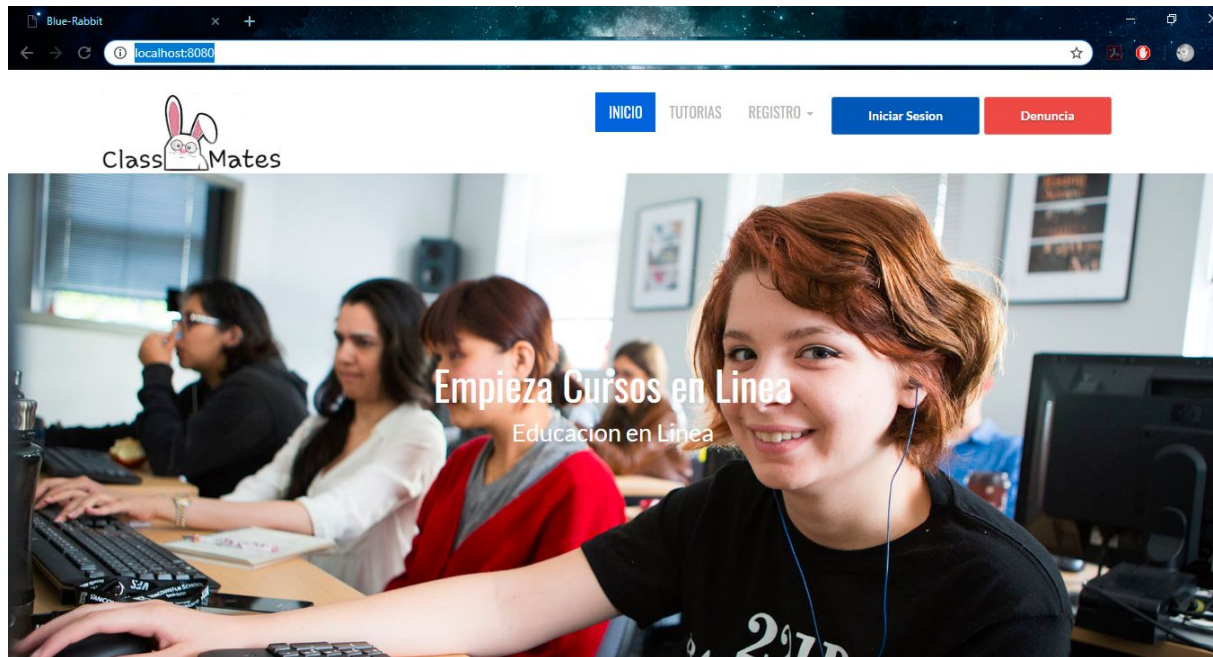 Blue-Rabbit
localhost:8080
Class Mates
INICIO TUTORIAS REGISTRO Iniciar Sesion Denuncia
Empieza Cursos en Linea
Educacion en Linea